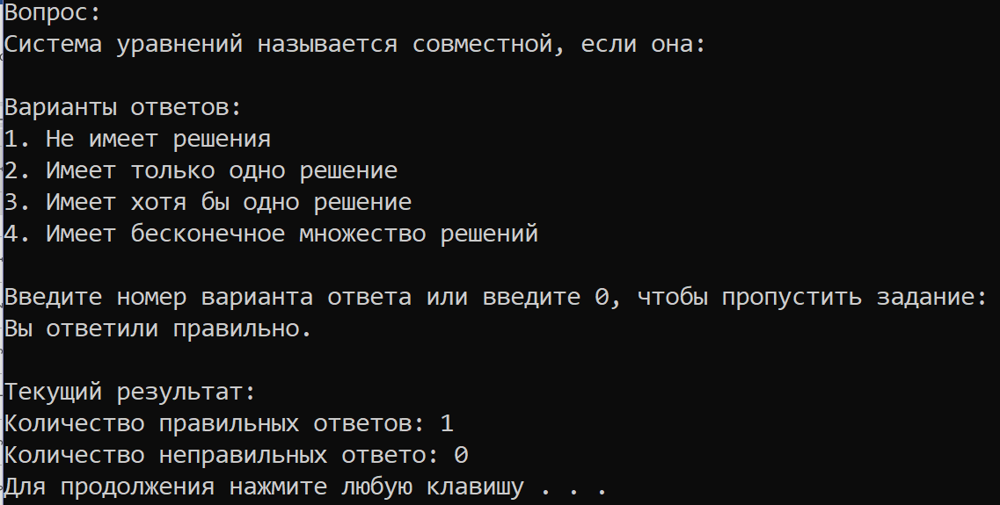 Вопрос:
Система уравнений называется совместной, если она:
Варианты ответов:
1. Не имеет решения
2. Имеет только одно решение
3. Имеет хотя бы одно решение
4. Имеет бесконечное множество решений
Введите номер варианта ответа или введите 0, чтобы пропустить задание:
Вы ответили правильно.
Текущий результат:
Количество правильных ответов: 1
Количество неправильных ответо: 0
Для продолжения нажмите любую клавишу . . .